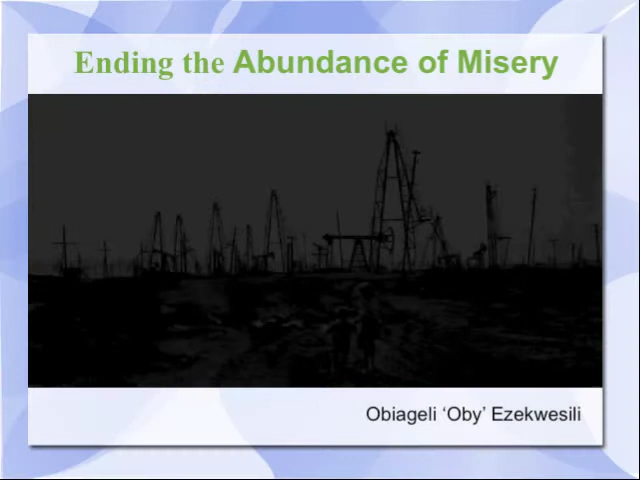 Ending the Abundance of Misery
Obiageli ‘Oby’ Ezekwesili